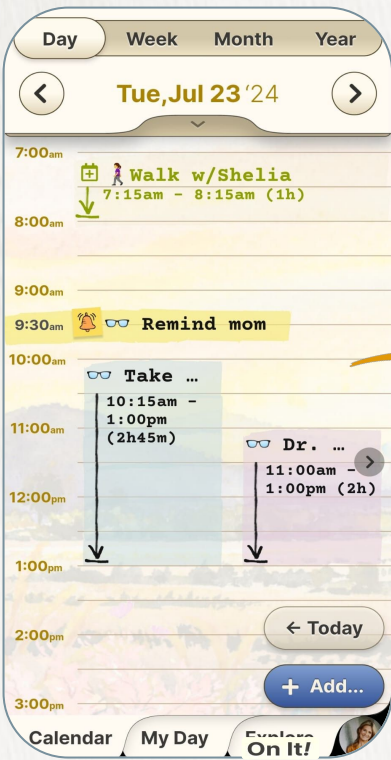 Day Week Month Year
Tue,Jul 23 '24
7:00am
Walk w/Shelia
7:15am - 8:15am (1h)
8:00am
9:00am
9:30am Remind mom
10:00am
Take …
10:15am -
1:00pm
(2h45m)
11:00am
Dr. …
11:00am -
1:00pm (2h)
12:00pm
1:00pm
2:00pm
← Today
+ Add...
3:00pm
Calendar My Day Explore
On It!